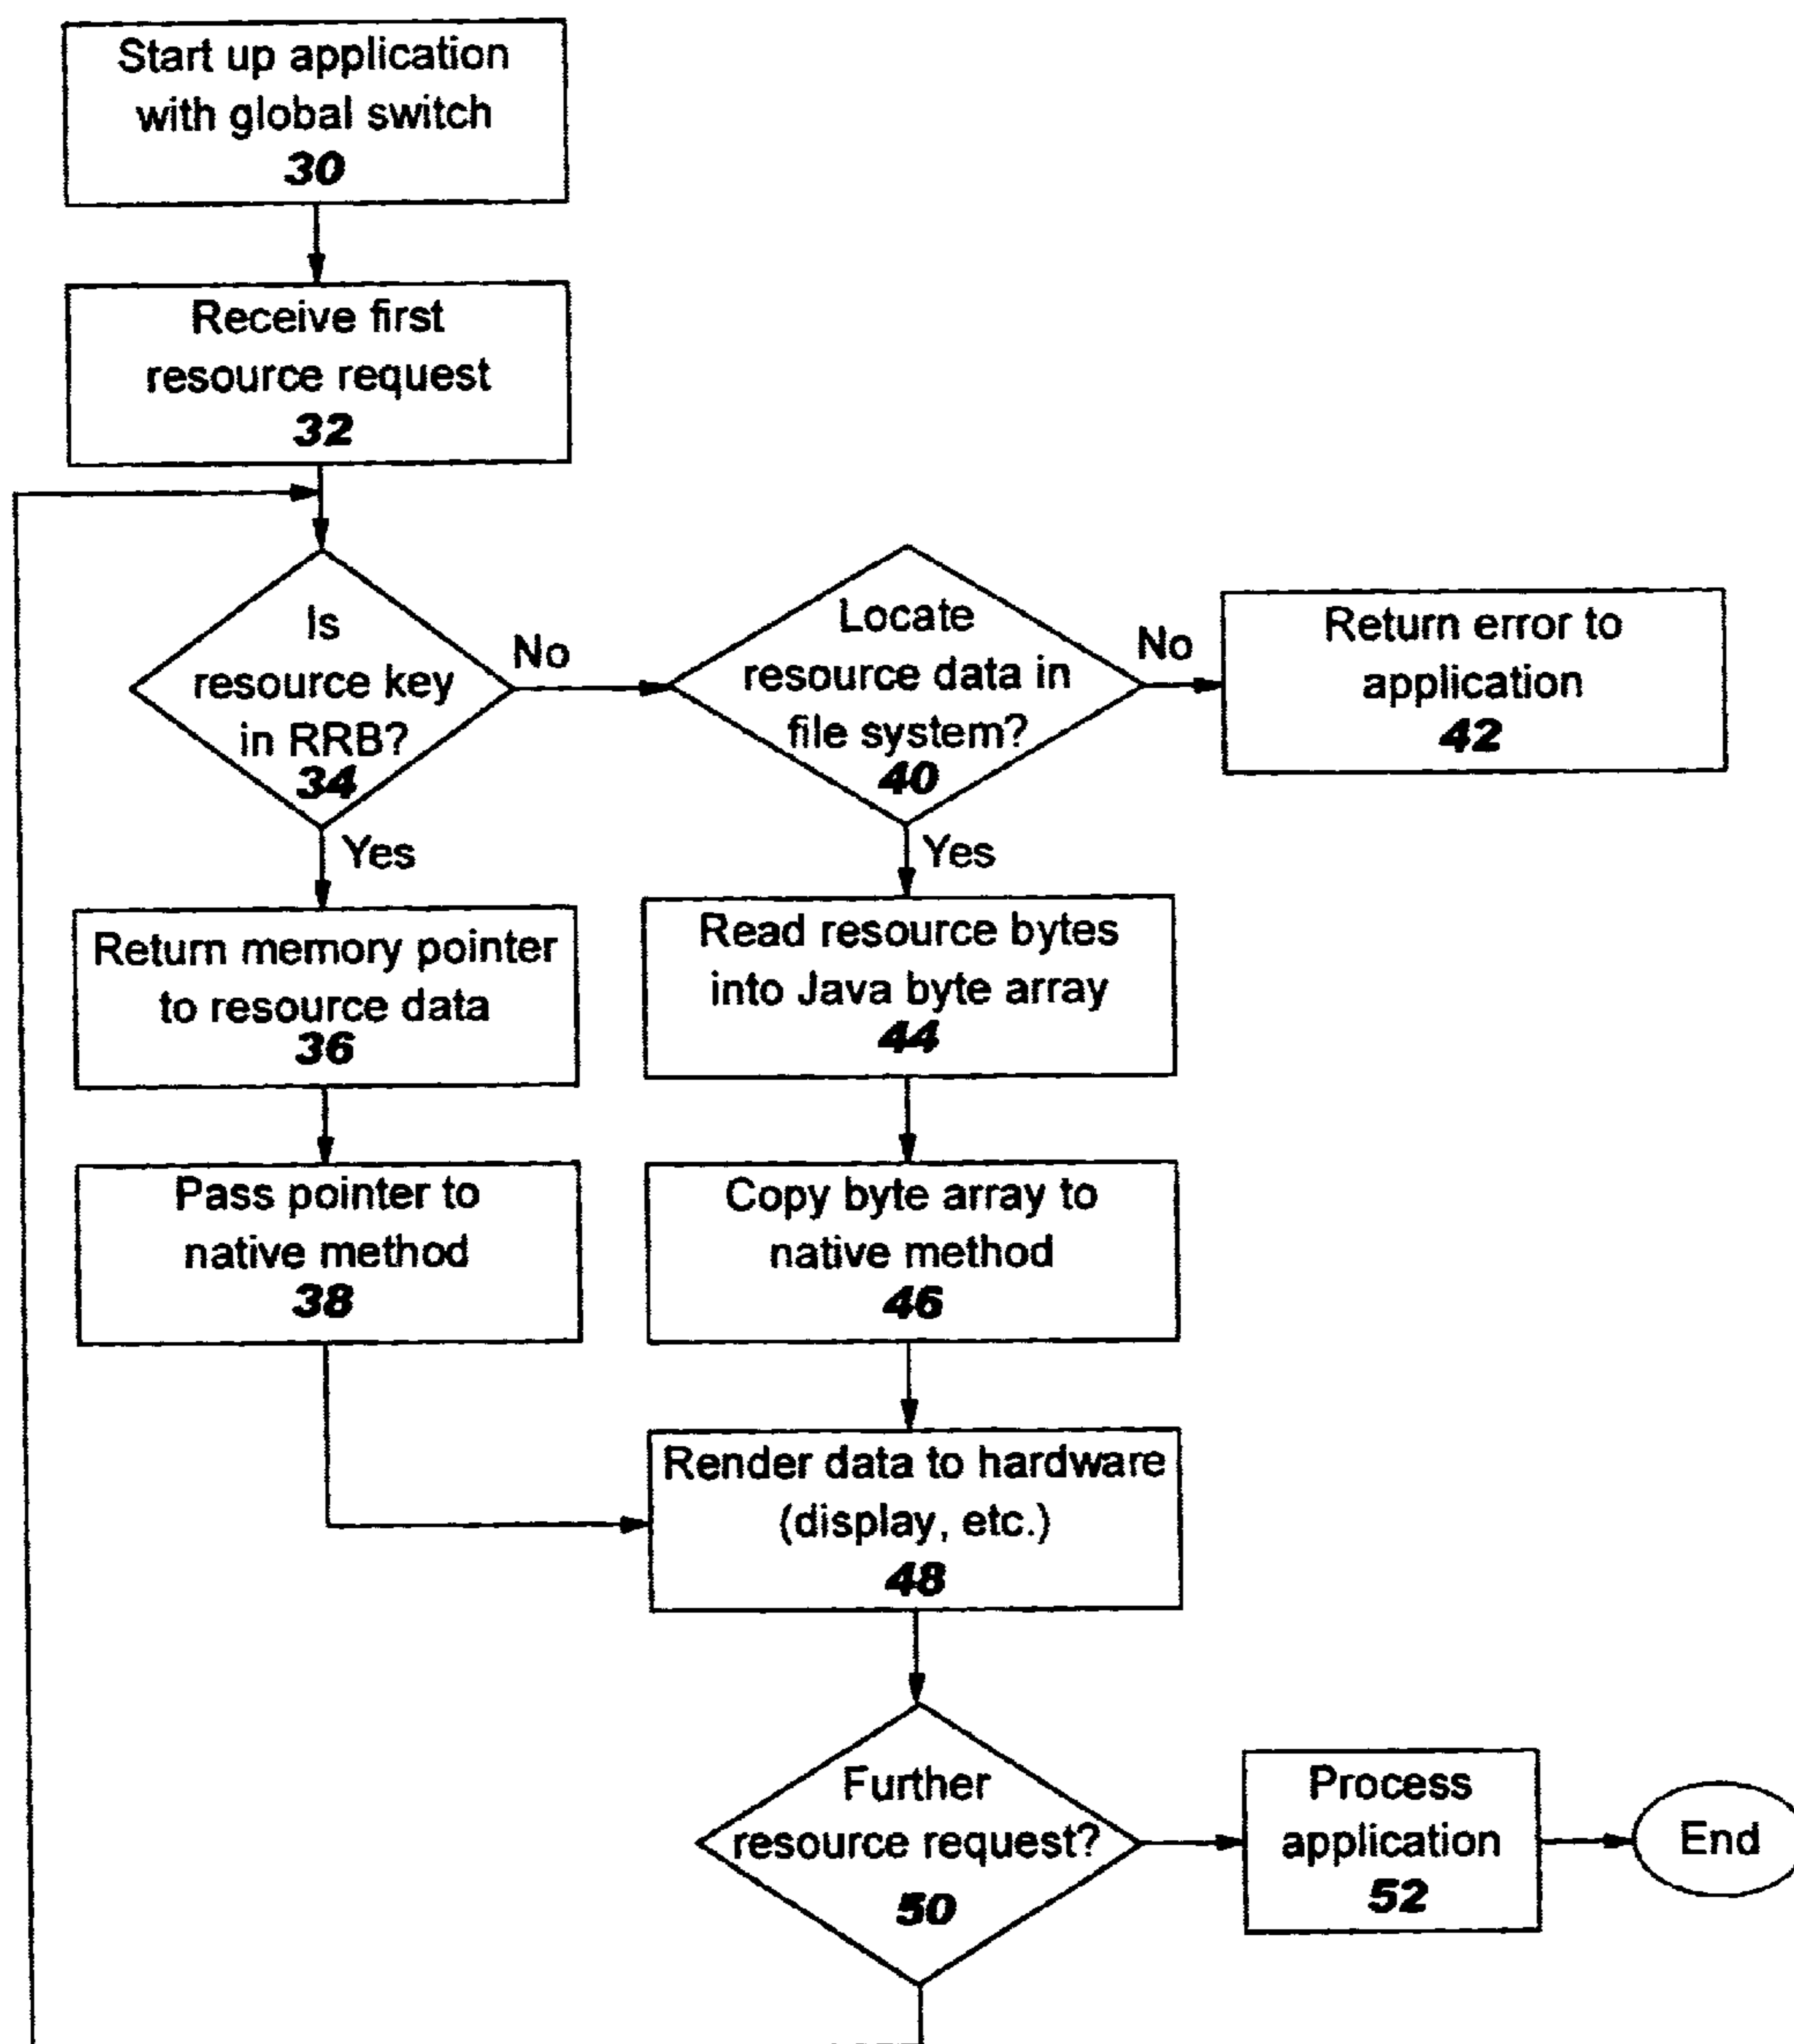 Start up application
with global switch
30
Receive first
resource request
32
Is
resource key
in RRB?
34
No
Locate
resource data in
file system?
40
No
Return error to
application
42
Yes
Yes
Return memory pointer
to resource data
36
Read resource bytes
into Java byte array
44
Pass pointer to
native method
38
Copy byte array to
native method
46
Render data to hardware
(display, etc.)
48
Further
resource request?
50
Process
application
52
End